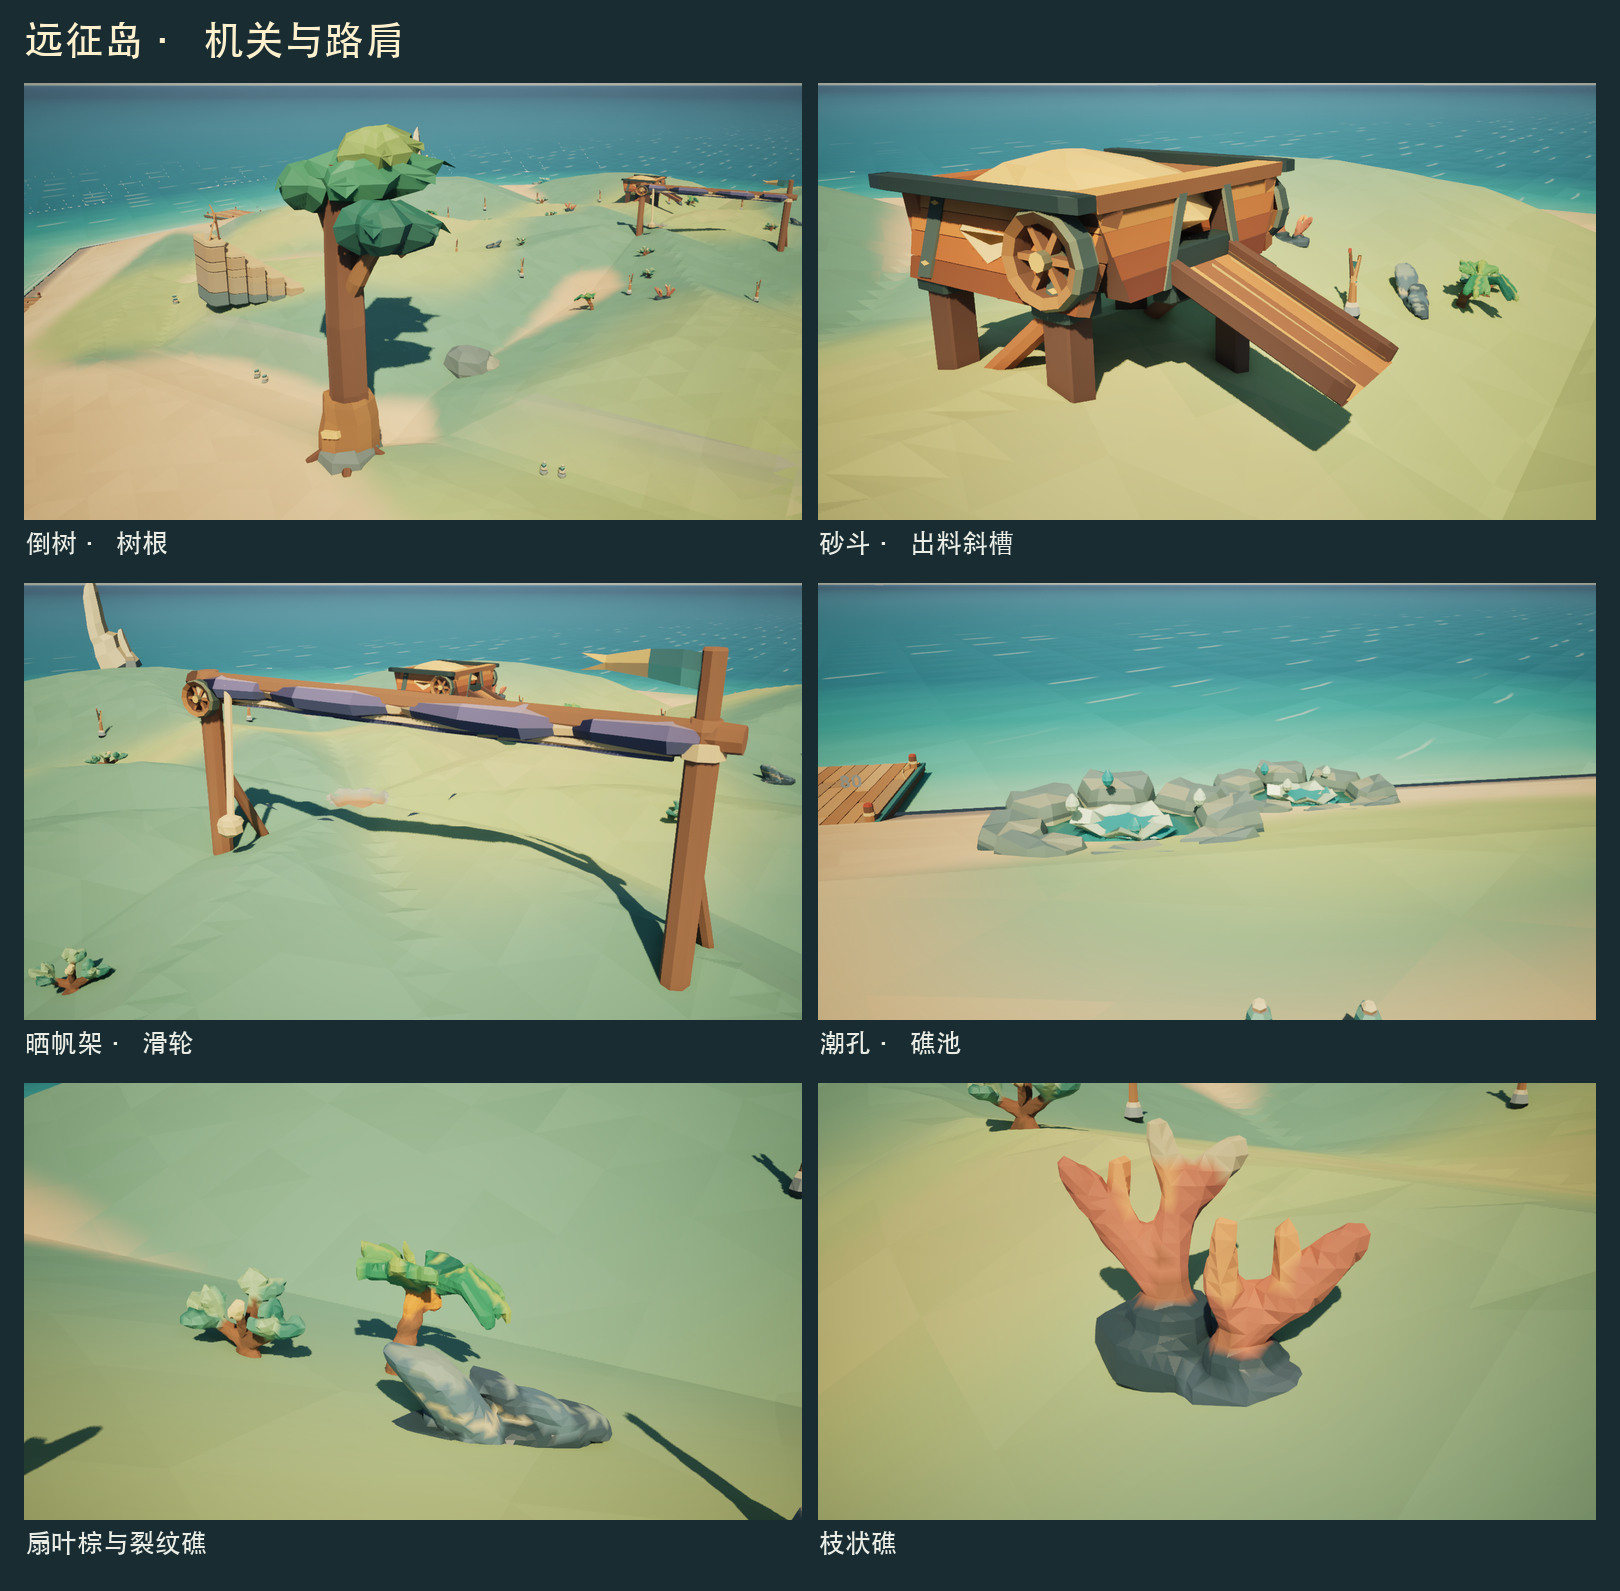 远征岛 · 机关与路肩
倒树 · 树根
砂斗 · 出料斜槽
晒帆架 · 滑轮
潮孔 · 礁池
扇叶棕与裂纹礁
枝状礁